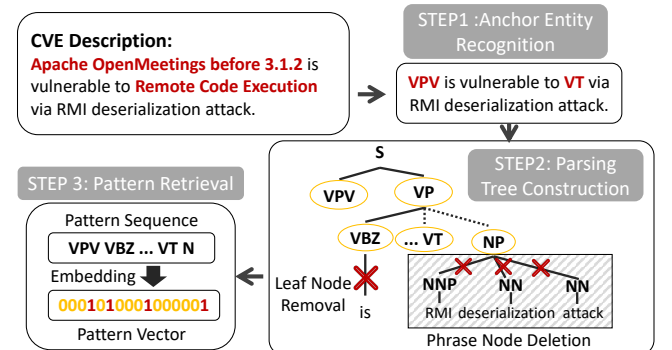 CVE Description:
Apache OpenMeetings before 3.1.2 is
vulnerable to Remote Code Execution
via RMI deserialization attack.
STEP1 :Anchor Entity
Recognition
VPV is vulnerable to VT via
RMI deserialization attack.
STEP2: Parsing
Tree Construction
S
VPV VP
VBZ ... VT NP
Leaf Node
Removal
is
NNP NN NN
RMI deserialization attack
Phrase Node Deletion
STEP 3: Pattern Retrieval
Pattern Sequence
VPV VBZ ... VT N
Embedding
0001010001000001
Pattern Vector